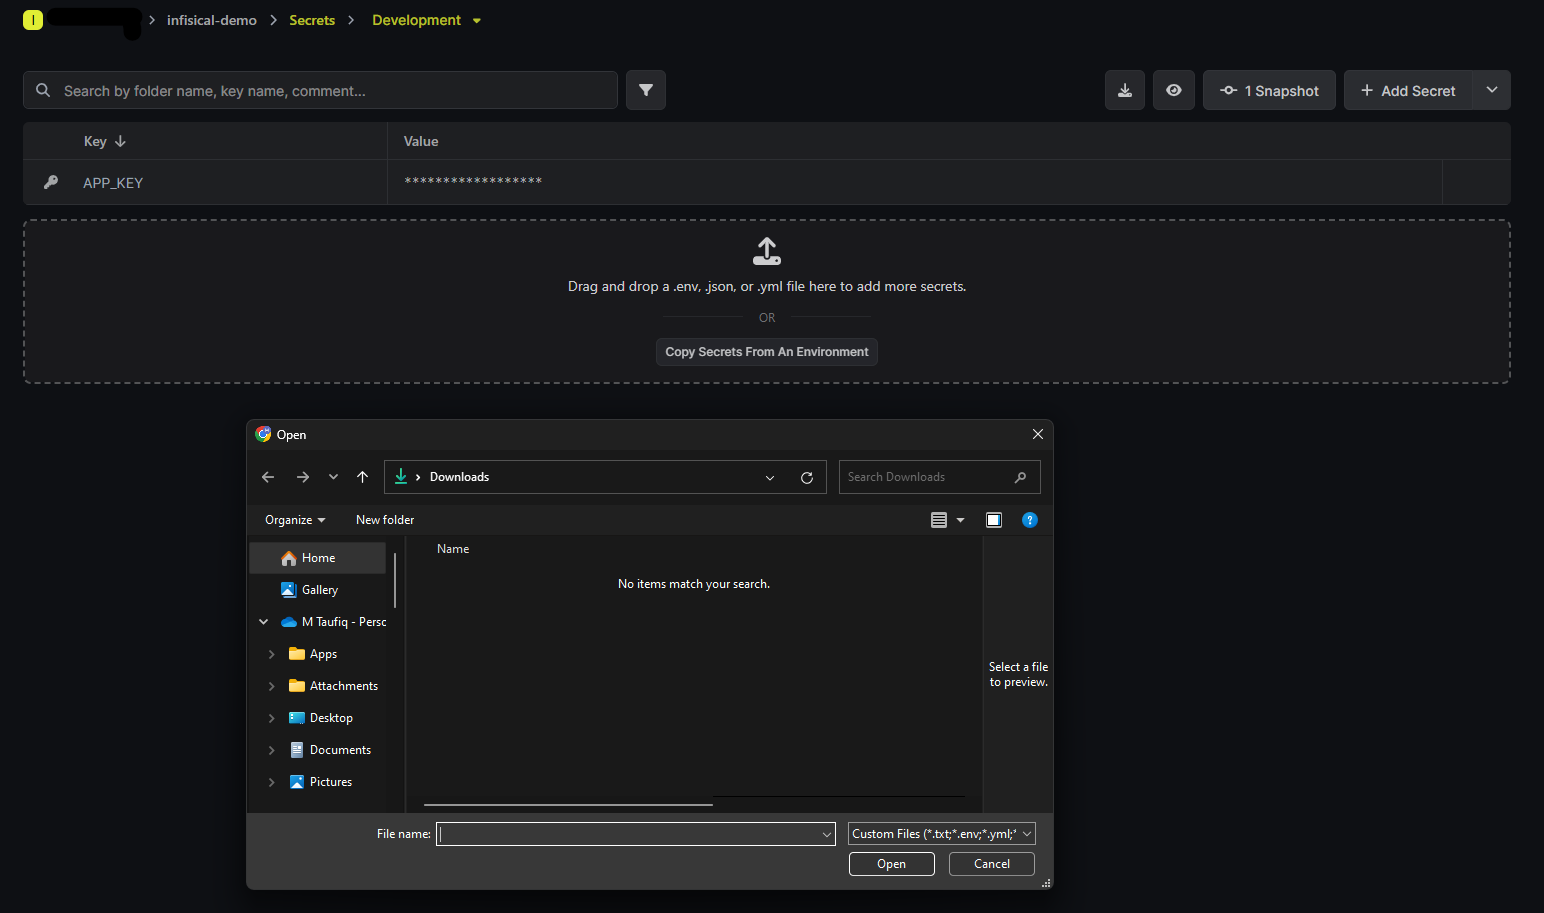 I
infisical-demo
Secrets
Development
Search by folder name, key name, comment...
1 Snapshot
Add Secret
Key
Value
APP_KEY
******************
Drag and drop a .env, .json, or .yml file here to add more secrets.
OR
Copy Secrets From An Environment
Open
Downloads
Search Downloads
Organize
New folder
?
Home
Gallery
M Taufiq - Persc
Apps
Attachments
Desktop
Documents
Pictures
Name
No items match your search.
Select a file
to preview.
File name:
Custom Files (*.txt;*.env;*.yml;*
Open
Cancel